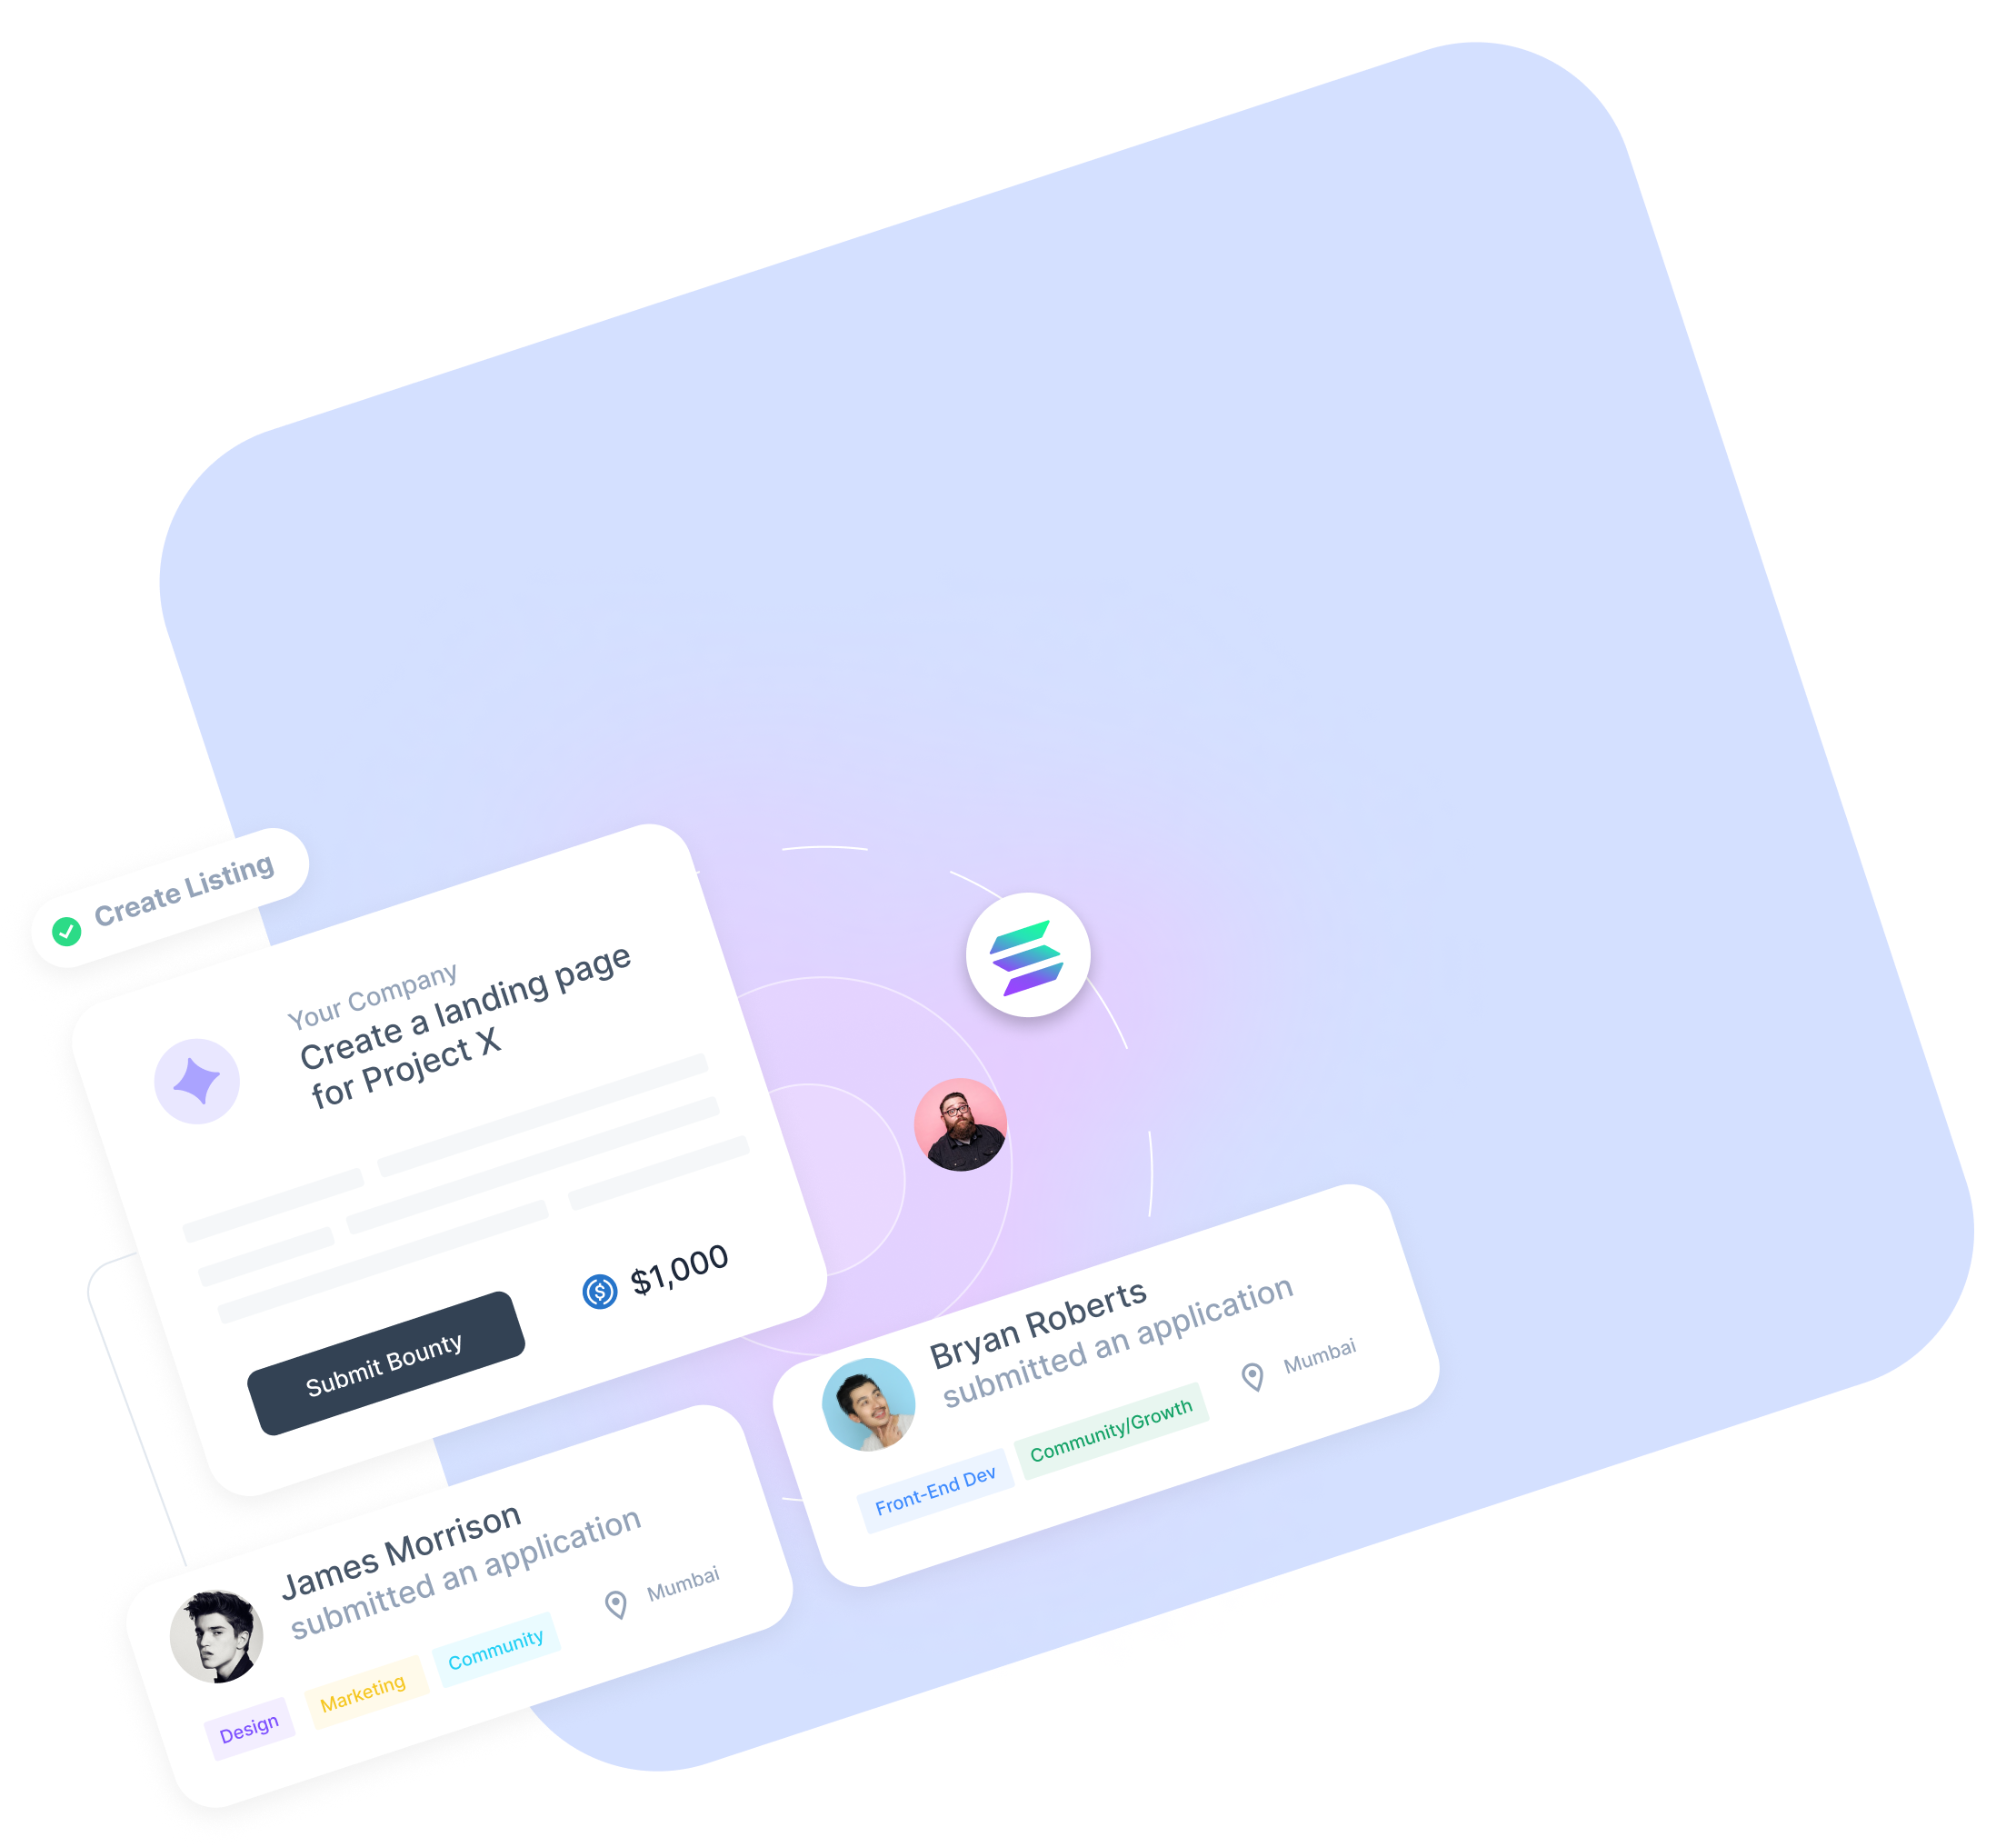 Create Listing
Your Company
Create a landing page
for Project X
$1,000
Submit Bounty
Bryan Roberts
submitted an application
Mumbai
Front-End Dev
Community/Growth
James Morrison
submitted an application
Mumbai
Design
Marketing
Community